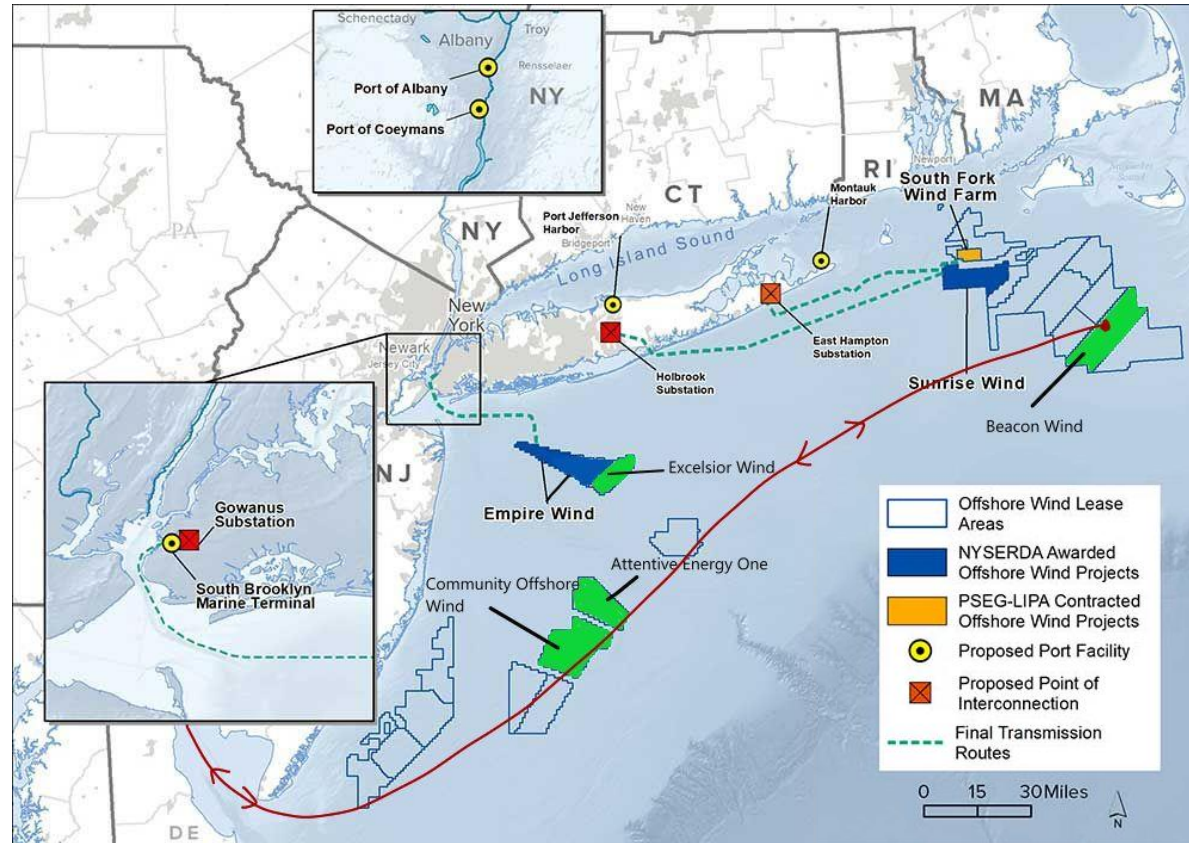 Schenectady
Troy
Albany
Rensselaer
Port of Albany
NY
Port of Coeymans
MA
CT
RI
Newport
South Fork
Wind Farm
Montauk
Harbor
Port Jefferson
Harbor
New
Haven
Bridgeport
NY
PA
Long Island Sound
New
York
Newark
Jersey City
East Hampton
Substation
Holbrook
Substation
Sunrise Wind
Beacon Wind
NJ
Excelsior Wind
Empire Wind
Gowanus
Substation
South Brooklyn
Marine Terminal
Attentive Energy One
Community Offshore
Wind
DE
Offshore Wind Lease
Areas
NYSERDA Awarded
Offshore Wind Projects
PSEG-LIPA Contracted
Offshore Wind Projects
Proposed Port Facility
Proposed Point of
Interconnection
Final Transmission
Routes
0 15 30 Miles
N